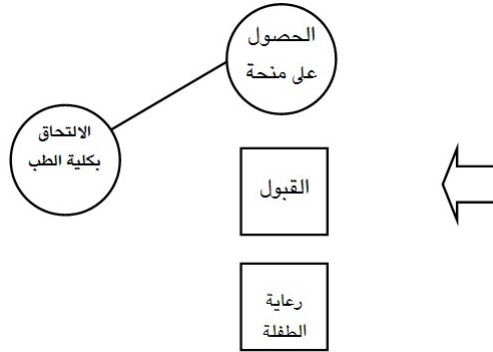 الحصول
على منحة
الالتحاق
بكلية الطب
القبول
رعاية
الطفلة